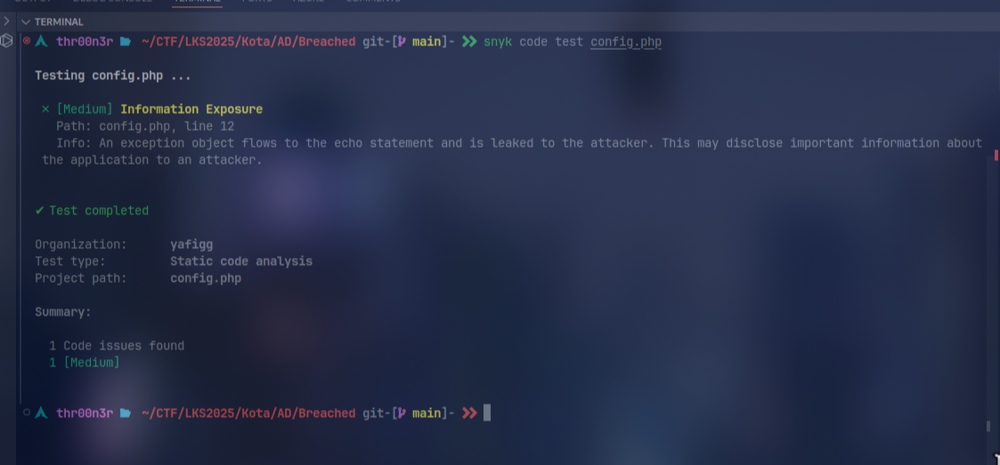 TERMINAL
thr00n3r ~/CTF/LKS2025/Kota/AD/Breached git-[ main]- snyk code test config.php
Testing config.php ...
× [Medium] Information Exposure
Path: config.php, line 12
Info: An exception object flows to the echo statement and is leaked to the attacker. This may disclose important information about
the application to an attacker.
✔ Test completed
Organization: yafigg
Test type: Static code analysis
Project path: config.php
Summary:
1 Code issues found
1 [Medium]
thr00n3r ~/CTF/LKS2025/Kota/AD/Breached git-[ main]-